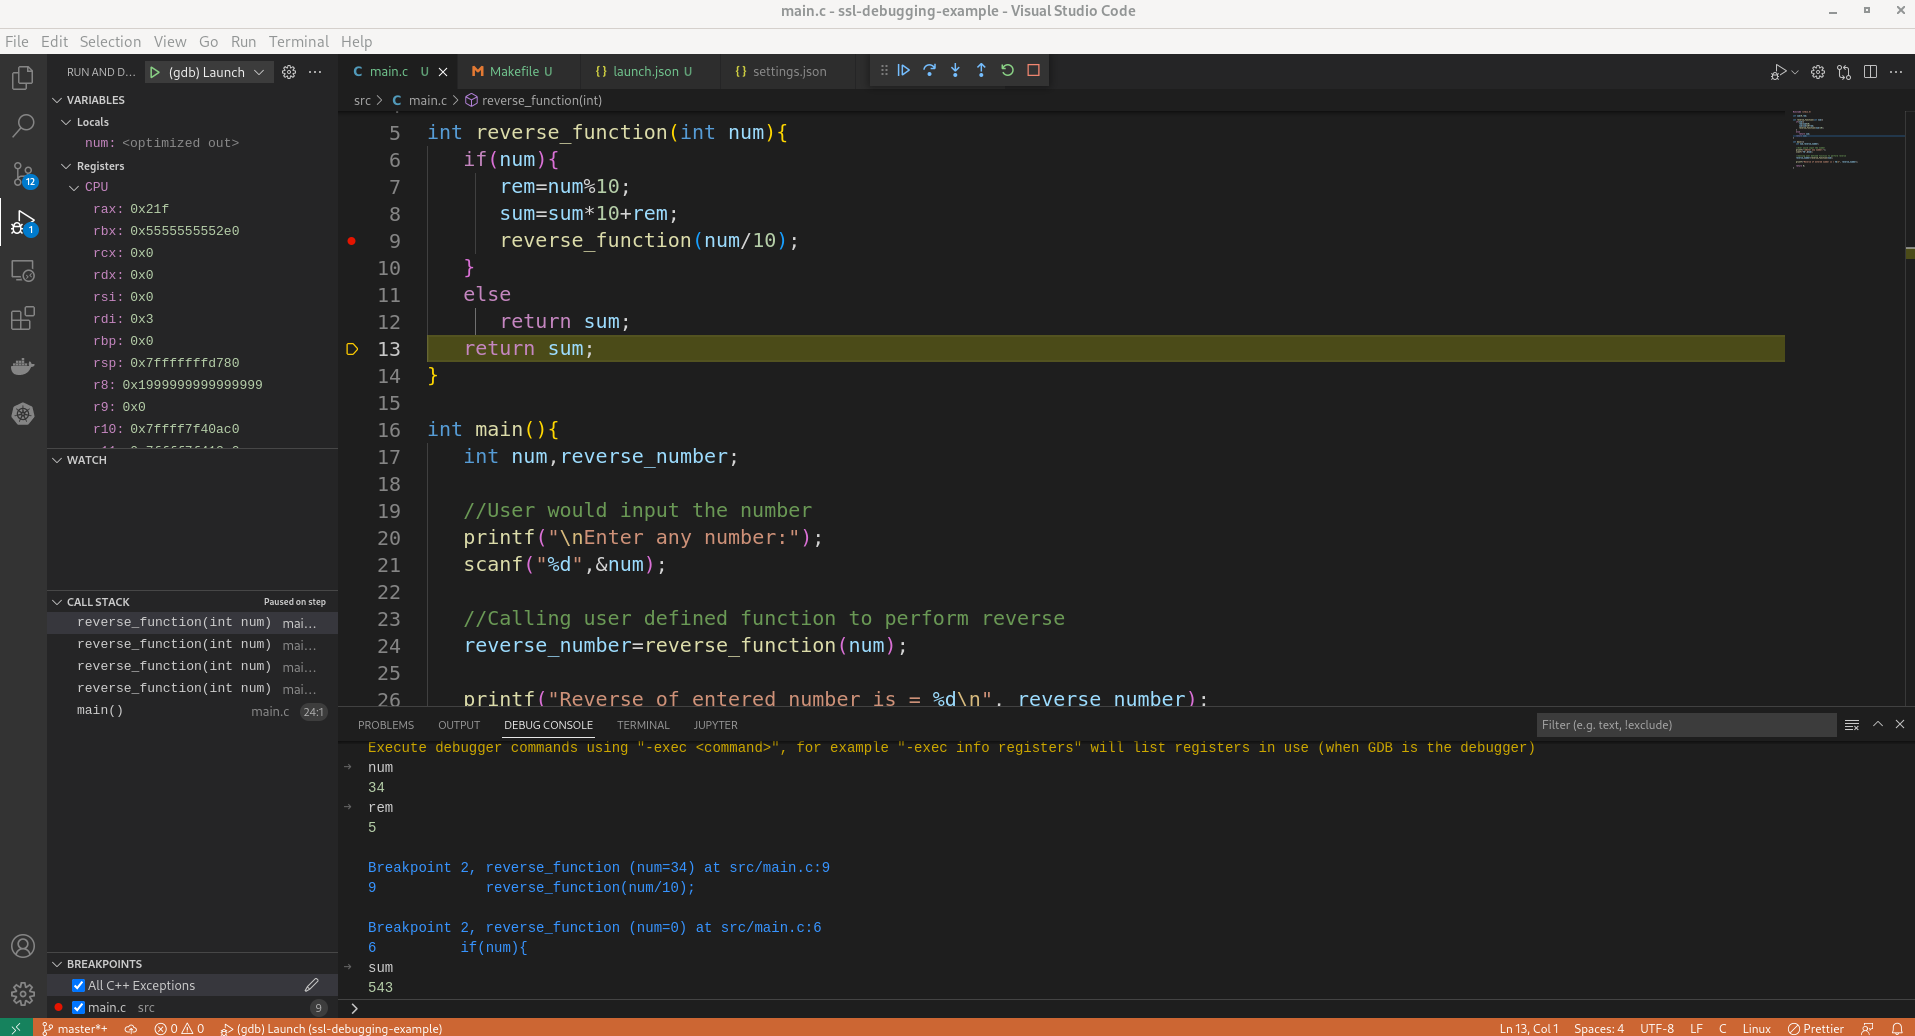 main.c - ssl-debugging-example - Visual Studio Code
File Edit Selection View Go Run Terminal Help
RUN AND D... (gdb) Launch
main.c U
Makefile U
launch.json U
settings.json
src > main.c > reverse_function(int)
VARIABLES
Locals
num: <optimized out>
Registers
CPU
rax: 0x21f
rbx: 0x5555555552e0
rcx: 0x0
rdx: 0x0
rsi: 0x0
rdi: 0x3
rbp: 0x0
rsp: 0x7fffffffd780
r8: 0x1999999999999999
r9: 0x0
r10: 0x7ffff7f40ac0
WATCH
CALL STACK Paused on step
reverse_function(int num) mai...
reverse_function(int num) mai...
reverse_function(int num) mai...
reverse_function(int num) mai...
main() main.c 24:1
BREAKPOINTS
All C++ Exceptions
main.c src 9
12
1
5 int reverse_function(int num){
6 if(num){
7 rem=num%10;
8 sum=sum*10+rem;
9 reverse_function(num/10);
10 }
11 else
12 return sum;
13 return sum;
14 }
15
16 int main(){
17 int num,reverse_number;
18
19 //User would input the number
20 printf("\nEnter any number:");
21 scanf("%d",&num);
22
23 //Calling user defined function to perform reverse
24 reverse_number=reverse_function(num);
25
26 printf("Reverse of entered number is = %d\n", reverse_number);
PROBLEMS OUTPUT DEBUG CONSOLE TERMINAL JUPYTER
Filter (e.g. text, !exclude)
Execute debugger commands using "-exec <command>", for example "-exec info registers" will list registers in use (when GDB is the debugger)
num
34
rem
5
Breakpoint 2, reverse_function (num=34) at src/main.c:9
9 reverse_function(num/10);
Breakpoint 2, reverse_function (num=0) at src/main.c:6
6 if(num){
sum
543
master*+ 0 0 (gdb) Launch (ssl-debugging-example)
Ln 13, Col 1 Spaces: 4 UTF-8 LF C Linux Prettier